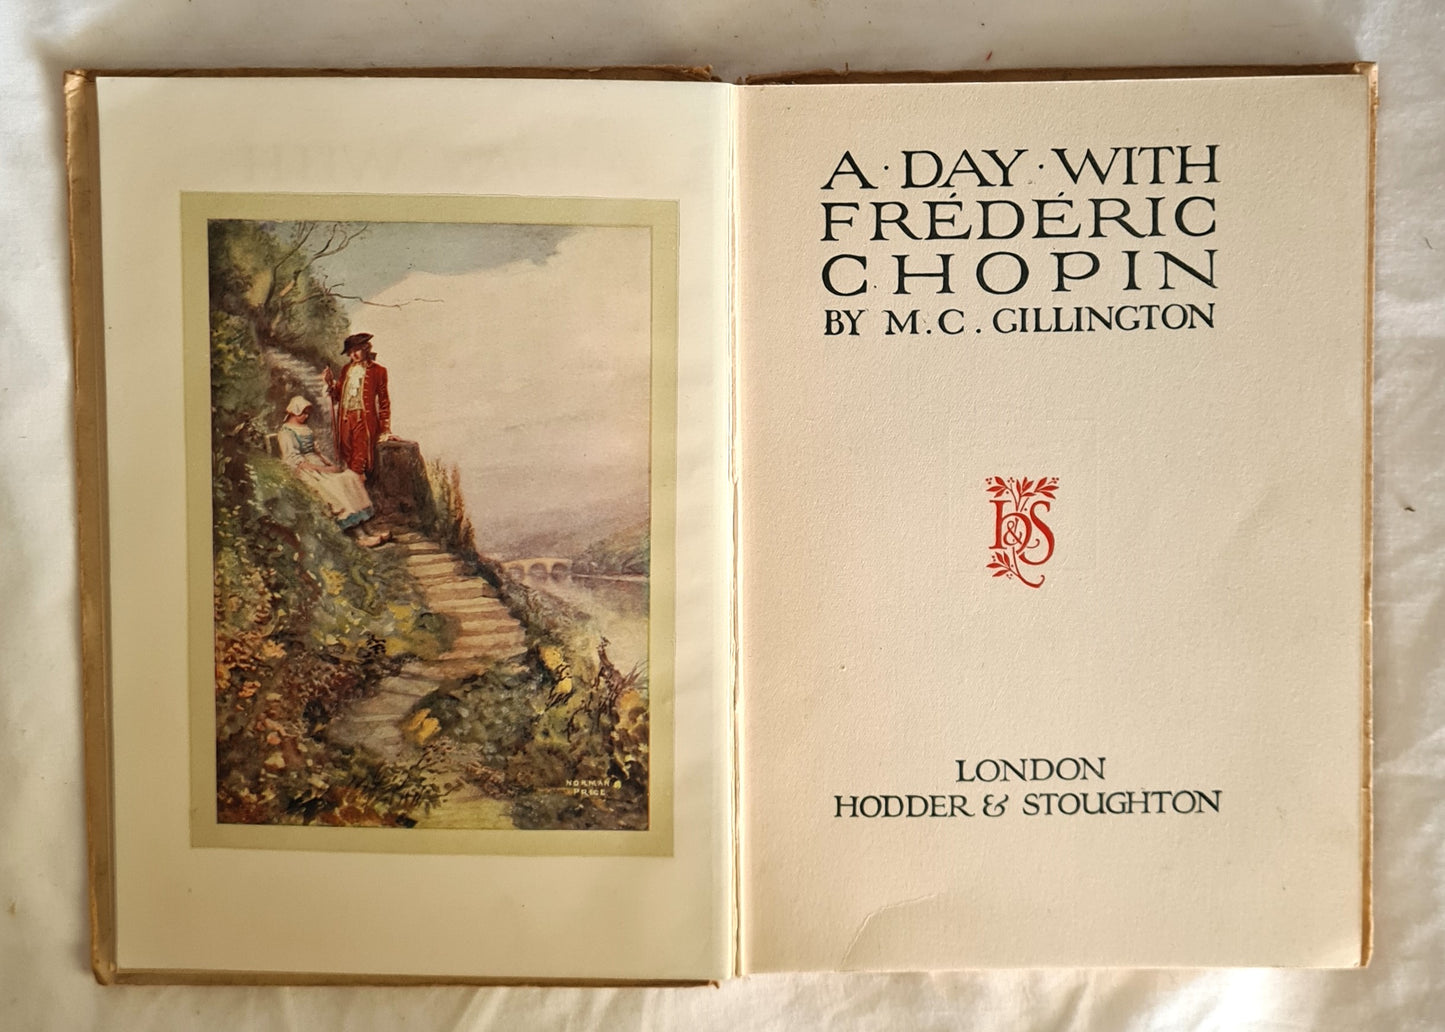 NORMAN
PRICE
A · DAY · WITH
FRÉDÉRIC
CHOPIN
BY M.C. GILLINGTON
H&S
LONDON
HODDER & STOUGHTON